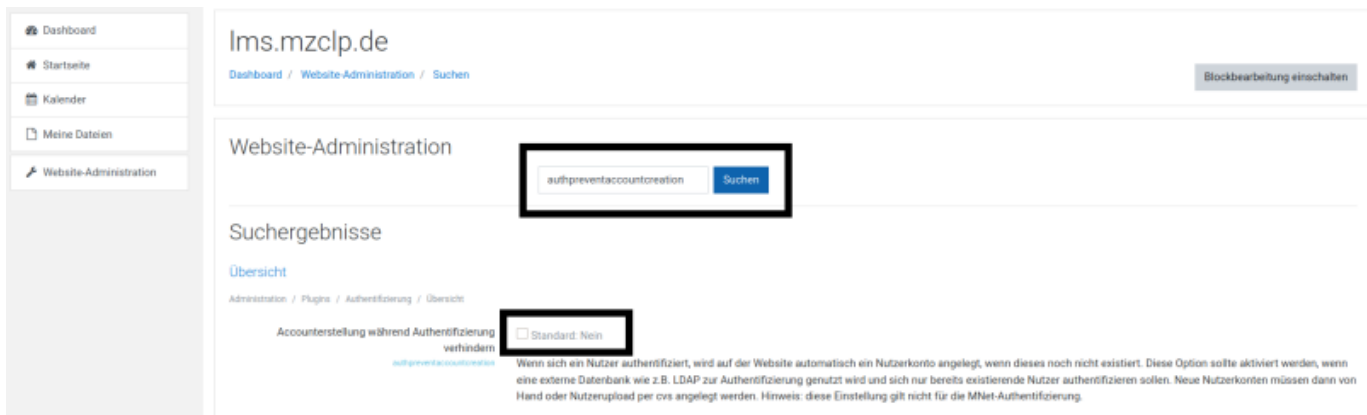 Dashboard
Startseite
Kalender
Meine Dateien
Website-Administration
lms.mzclp.de
Dashboard / Website-Administration / Suchen
Blockbearbeitung einschalten
Website-Administration
authpreventaccountcreation Suchen
Suchergebnisse
Übersicht
Administration / Plugins / Authentifizierung / Übersicht
Accounterstellung während Authentifizierung
verhindern
authpreventaccountcreation
Standard: Nein
Wenn sich ein Nutzer authentifiziert, wird auf der Website automatisch ein Nutzerkonto angelegt, wenn dieses noch nicht existiert. Diese Option sollte aktiviert werden, wenn
eine externe Datenbank wie z.B. LDAP zur Authentifizierung genutzt wird und sich nur bereits existierende Nutzer authentifizieren sollen. Neue Nutzerkonten müssen dann von
Hand oder Nutzerupload per cvs angelegt werden. Hinweis: diese Einstellung gilt nicht für die MNet-Authentifizierung.